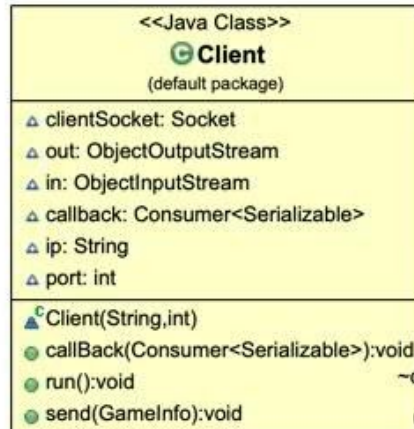 <<Java Class>>
Client
(default package)
clientSocket: Socket
out: ObjectOutputStream
in: ObjectInputStream
callback: Consumer<Serializable>
ip: String
port: int
Client(String,int)
callBack(Consumer<Serializable>):void
run():void
send(GameInfo):void